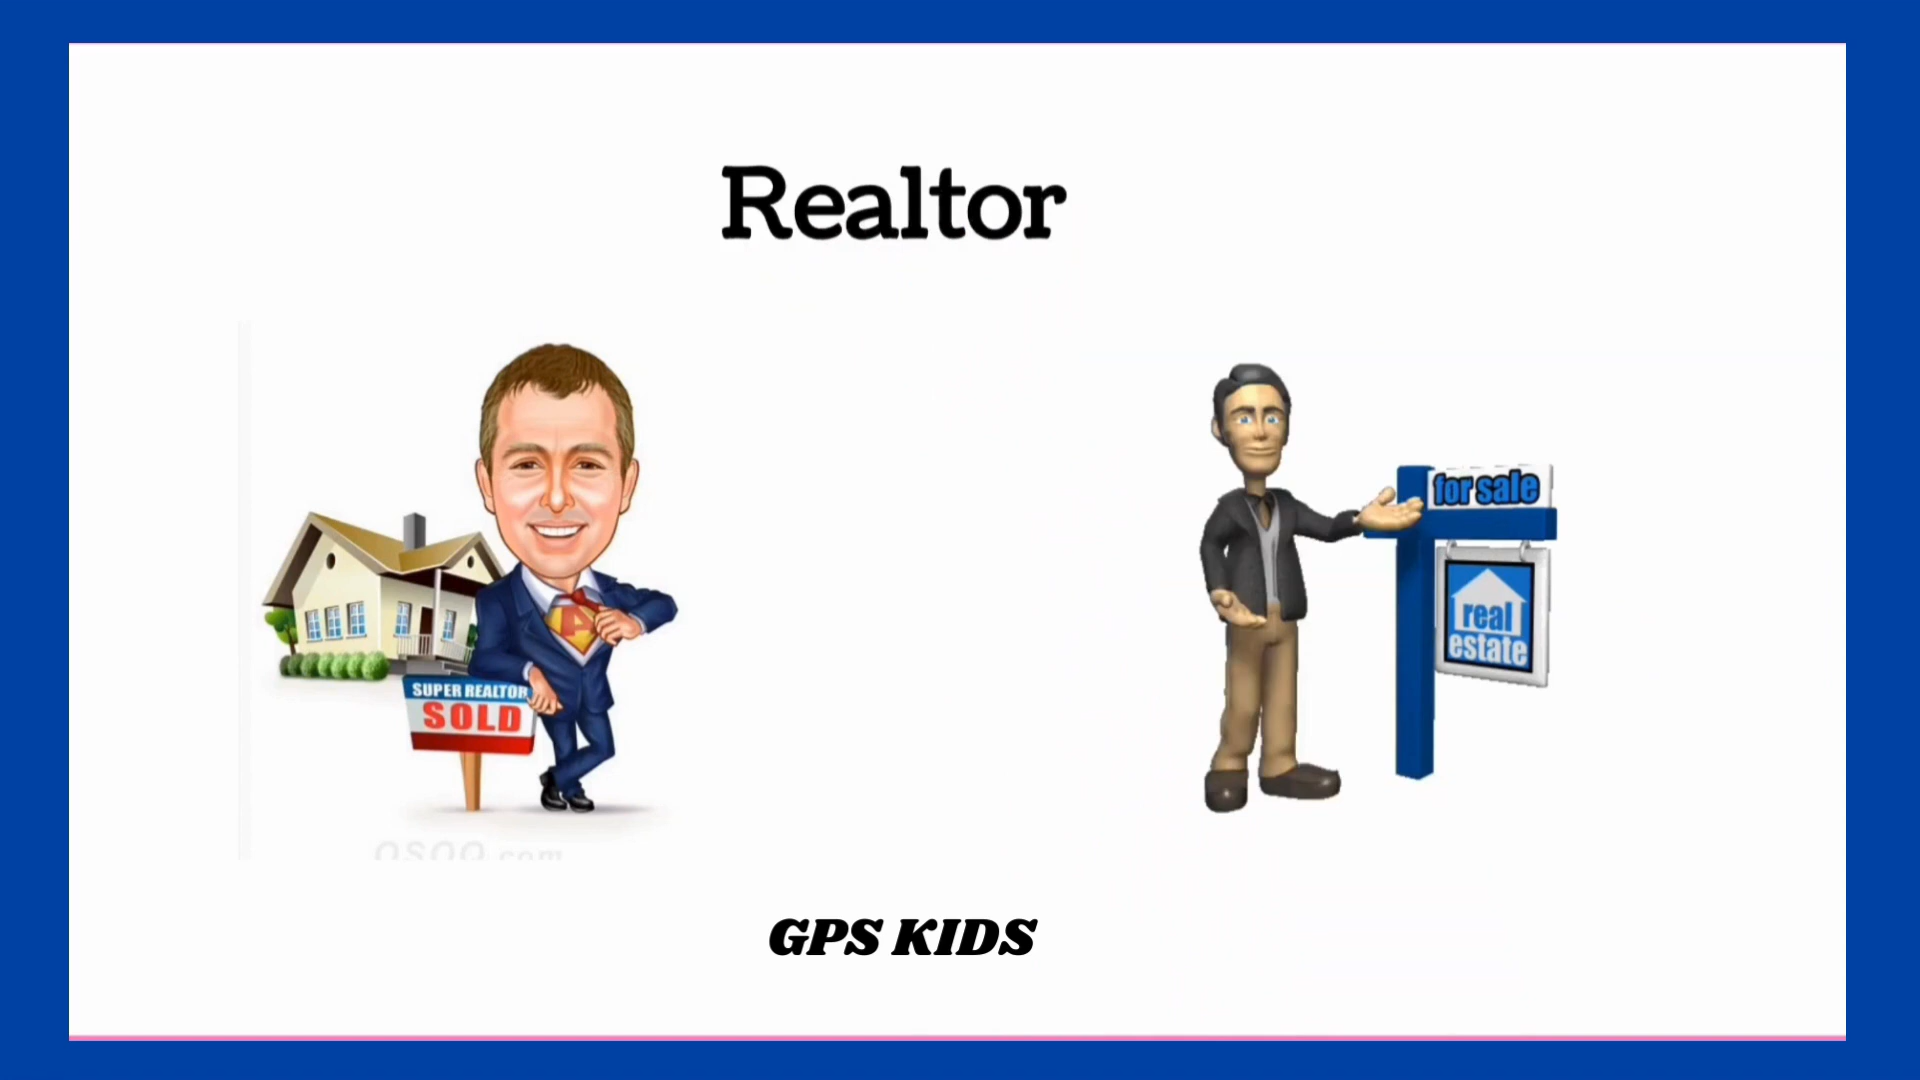 Realtor
SUPER REALTOR
SOLD
for sale
real
estate
GPS KIDS